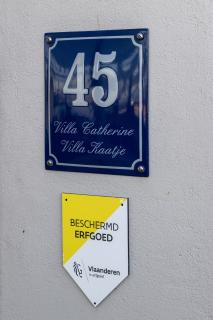 45
Villa Catherine
Villa Kaatje
BESCHERMD
ERFGOED
Vlaanderen